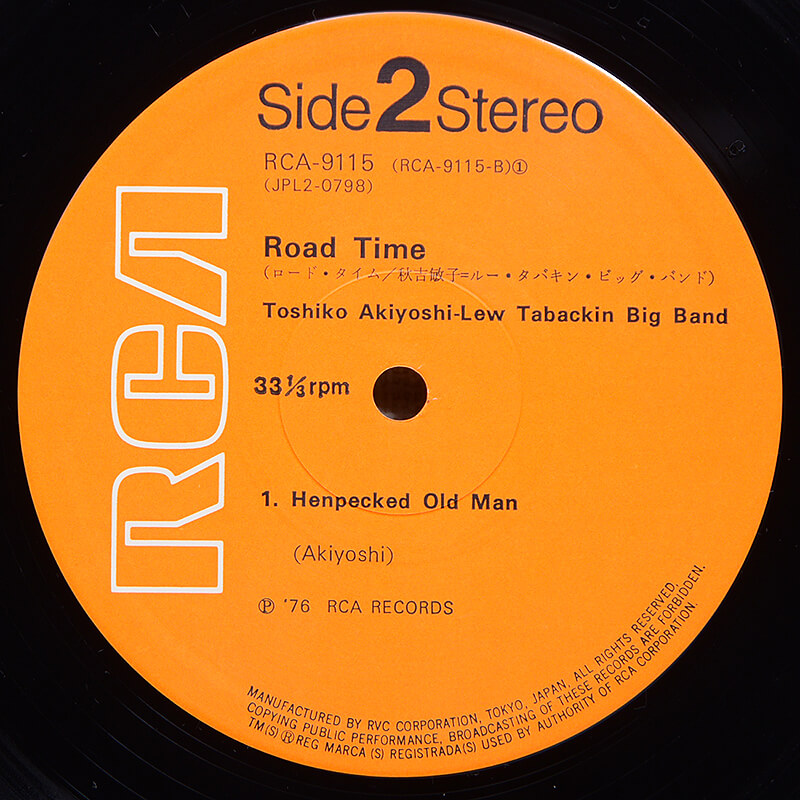 Side 2 Stereo
RCA-9115 (RCA-9115-B)①
(JPL2-0798)
RCA
Road Time
(ロード・タイム／秋吉敏子=ルー・タバキン・ビッグ・バンド)
Toshiko Akiyoshi-Lew Tabackin Big Band
33⅓rpm
1. Henpecked Old Man
(Akiyoshi)
Ⓟ '76 RCA RECORDS
MANUFACTURED BY RVC CORPORATION, TOKYO, JAPAN, ALL RIGHTS RESERVED.
COPYING PUBLIC PERFORMANCE, BROADCASTING OF THESE RECORDS ARE FORBIDDEN.
TM(S) ® REG MARCA (S) REGISTRADA(S) USED BY AUTHORITY OF RCA CORPORATION.